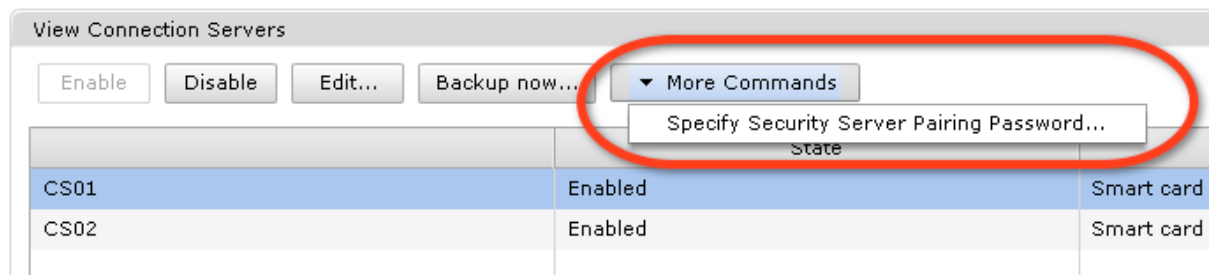 View Connection Servers
Enable Disable Edit... Backup now... More Commands
Specify Security Server Pairing Password...
State
CS01 Enabled Smart card
CS02 Enabled Smart card